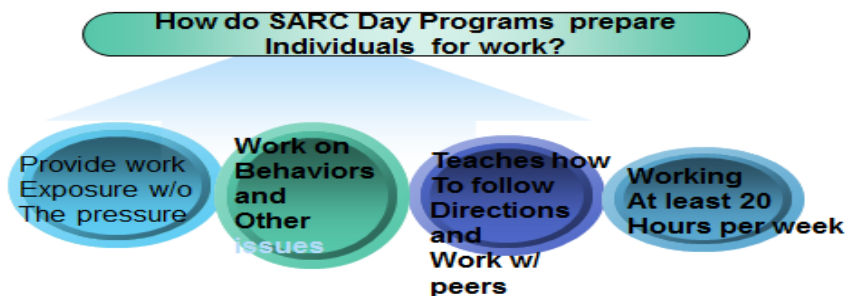 How do SARC Day Programs prepare
Individuals for work?
Provide work
Exposure w/o
The pressure
Work on
Behaviors
and
Other
issues
Teaches how
To follow
Directions
and
Work w/
peers
Working
At least 20
Hours per week